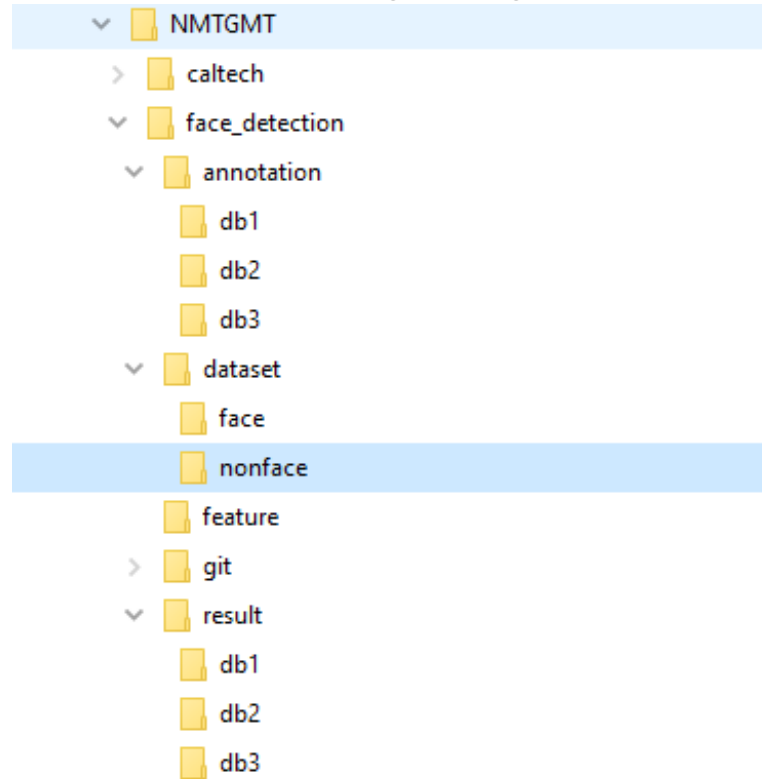 NMTGMT
caltech
face_detection
annotation
db1
db2
db3
dataset
face
nonface
feature
git
result
db1
db2
db3